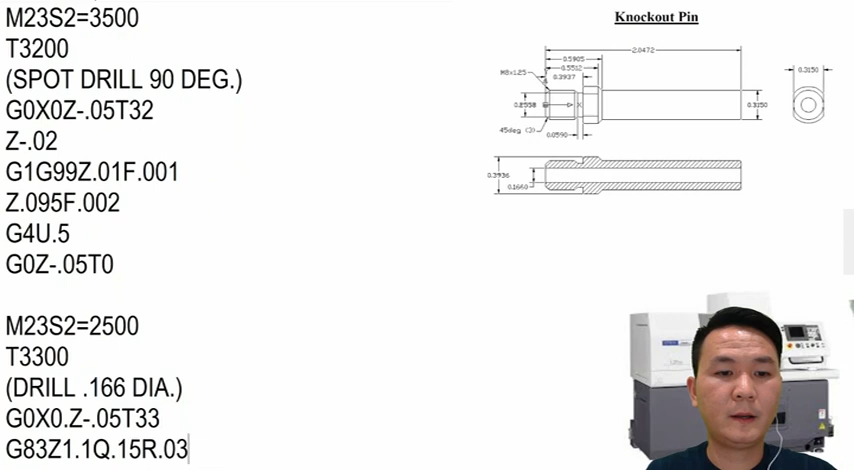 M23S2=3500
T3200
(SPOT DRILL 90 DEG.)
G0X0Z-.05T32
Z-.02
G1G99Z.01F.001
Z.095F.002
G4U.5
G0Z-.05T0
M23S2=2500
T3300
(DRILL .166 DIA.)
G0X0.Z-.05T33
G83Z1.1Q.15R.03
Knockout Pin
2.0472
0.5905
0.5512
0.3937
M8x1.25
0.2558
45deg (3)
0.0590
0.3150
0.3150
0.3936
0.1660